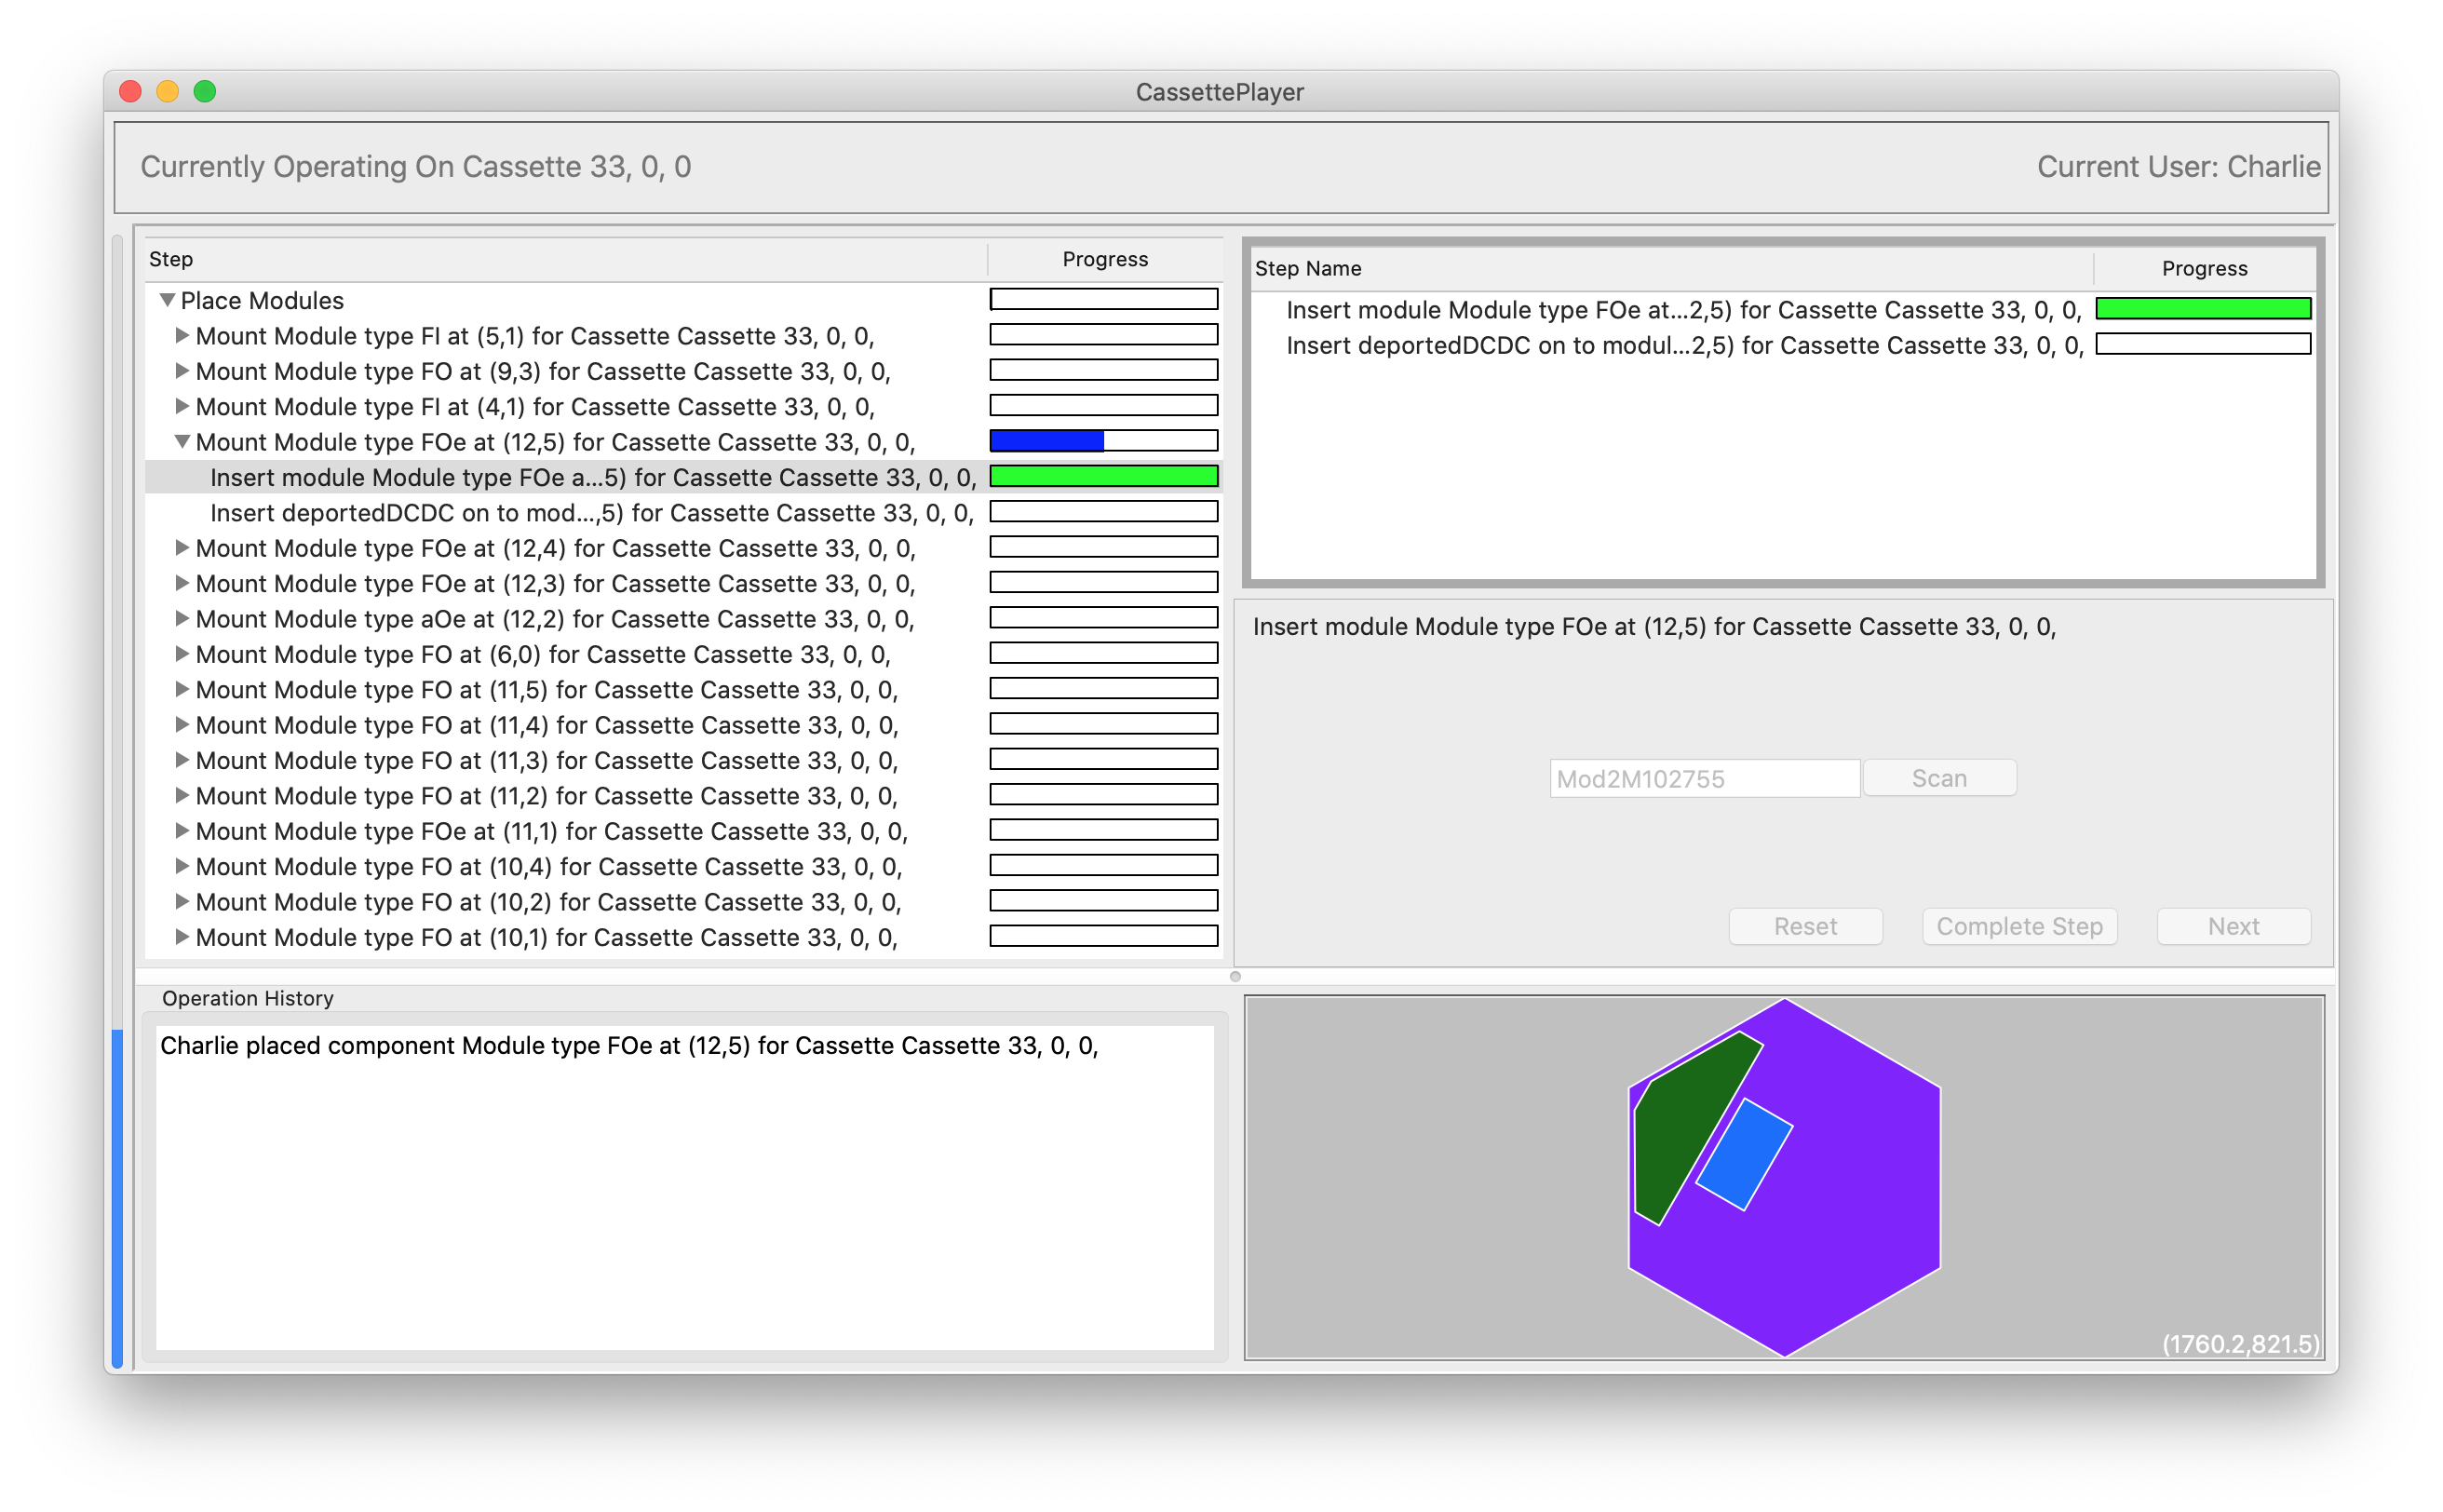 CassettePlayer
Currently Operating On Cassette 33, 0, 0
Current User: Charlie
Step Progress
Place Modules
Mount Module type FI at (5,1) for Cassette Cassette 33, 0, 0,
Mount Module type FO at (9,3) for Cassette Cassette 33, 0, 0,
Mount Module type FI at (4,1) for Cassette Cassette 33, 0, 0,
Mount Module type FOe at (12,5) for Cassette Cassette 33, 0, 0,
Insert module Module type FOe a...5) for Cassette Cassette 33, 0, 0,
Insert deportedDCDC on to mod...,5) for Cassette Cassette 33, 0, 0,
Mount Module type FOe at (12,4) for Cassette Cassette 33, 0, 0,
Mount Module type FOe at (12,3) for Cassette Cassette 33, 0, 0,
Mount Module type aOe at (12,2) for Cassette Cassette 33, 0, 0,
Mount Module type FO at (6,0) for Cassette Cassette 33, 0, 0,
Mount Module type FO at (11,5) for Cassette Cassette 33, 0, 0,
Mount Module type FO at (11,4) for Cassette Cassette 33, 0, 0,
Mount Module type FO at (11,3) for Cassette Cassette 33, 0, 0,
Mount Module type FO at (11,2) for Cassette Cassette 33, 0, 0,
Mount Module type FOe at (11,1) for Cassette Cassette 33, 0, 0,
Mount Module type FO at (10,4) for Cassette Cassette 33, 0, 0,
Mount Module type FO at (10,2) for Cassette Cassette 33, 0, 0,
Mount Module type FO at (10,1) for Cassette Cassette 33, 0, 0,
Step Name Progress
Insert module Module type FOe at...2,5) for Cassette Cassette 33, 0, 0,
Insert deportedDCDC on to modul...2,5) for Cassette Cassette 33, 0, 0,
Insert module Module type FOe at (12,5) for Cassette Cassette 33, 0, 0,
Mod2M102755 Scan
Reset Complete Step Next
Operation History
Charlie placed component Module type FOe at (12,5) for Cassette Cassette 33, 0, 0,
(1760.2,821.5)